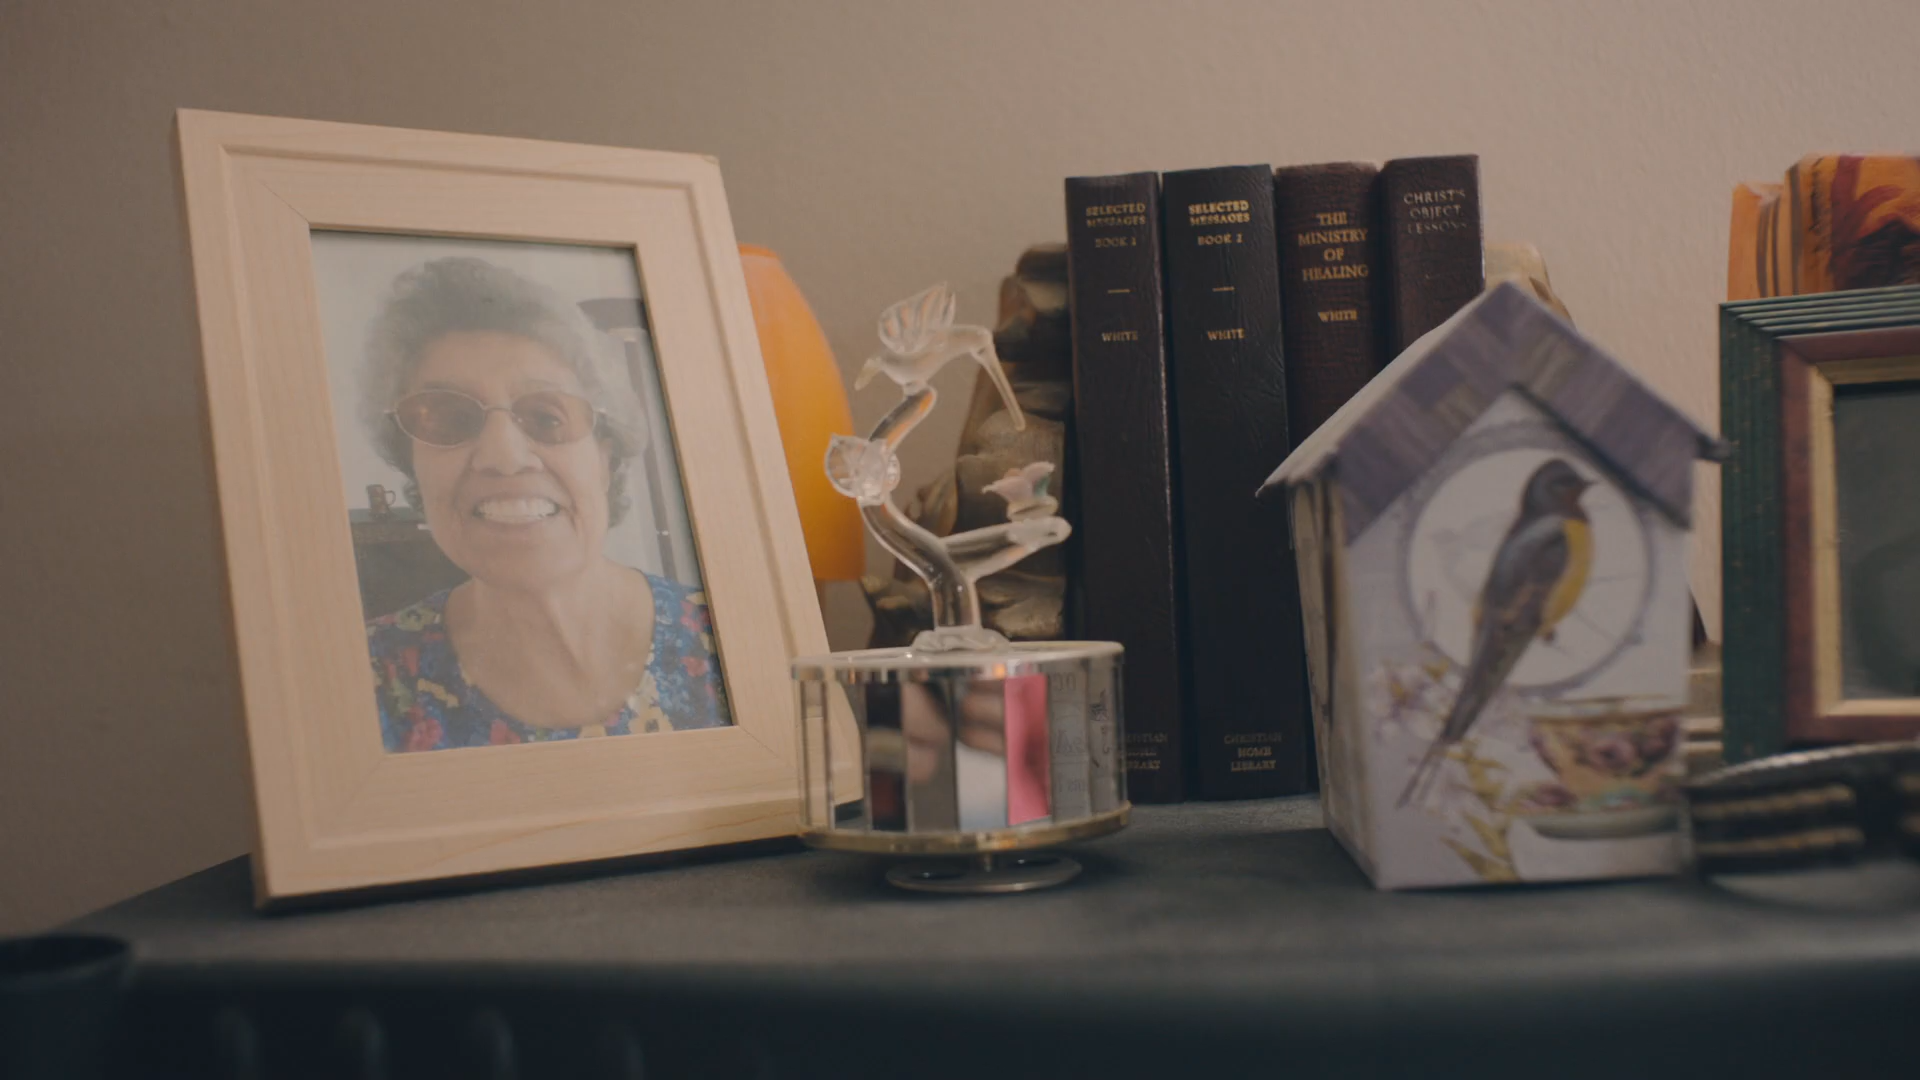 SELECTED
MESSAGES
BOOK 1
WHITE
SELECTED
MESSAGES
BOOK 2
WHITE
CHRISTIAN
HOME
LIBRARY
THE
MINISTRY
OF
HEALING
WHITE
CHRIST'S
OBJECT
LESSONS